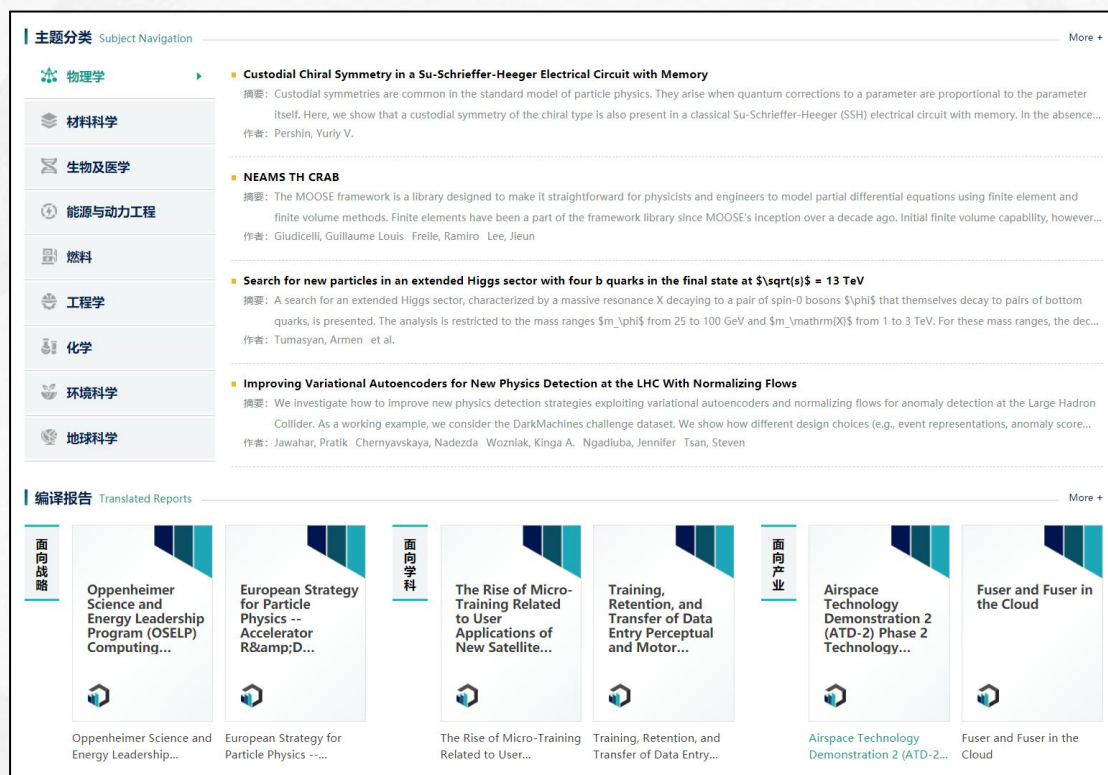 主题分类 Subject Navigation
More +
物理学
材料科学
生物及医学
能源与动力工程
燃料
工程学
化学
环境科学
地球科学
Custodial Chiral Symmetry in a Su-Schrieffer-Heeger Electrical Circuit with Memory
摘要: Custodial symmetries are common in the standard model of particle physics. They arise when quantum corrections to a parameter are proportional to the parameter
itself. Here, we show that a custodial symmetry of the chiral type is also present in a classical Su-Schrieffer-Heeger (SSH) electrical circuit with memory. In the absence...
作者: Pershin, Yuriy V.
NEAMS TH CRAB
摘要: The MOOSE framework is a library designed to make it straightforward for physicists and engineers to model partial differential equations using finite element and
finite volume methods. Finite elements have been a part of the framework library since MOOSE's inception over a decade ago. Initial finite volume capability, however...
作者: Giudicelli, Guillaume Louis Freile, Ramiro Lee, Jieun
Search for new particles in an extended Higgs sector with four b quarks in the final state at $\sqrt{s}$ = 13 TeV
摘要: A search for an extended Higgs sector, characterized by a massive resonance X decaying to a pair of spin-0 bosons $\phi$ that themselves decay to pairs of bottom
quarks, is presented. The analysis is restricted to the mass ranges $m_\phi$ from 25 to 100 GeV and $m_\mathrm{X}$ from 1 to 3 TeV. For these mass ranges, the dec...
作者: Tumasyan, Armen et al.
Improving Variational Autoencoders for New Physics Detection at the LHC With Normalizing Flows
摘要: We investigate how to improve new physics detection strategies exploiting variational autoencoders and normalizing flows for anomaly detection at the Large Hadron
Collider. As a working example, we consider the DarkMachines challenge dataset. We show how different design choices (e.g., event representations, anomaly score...
作者: Jawahar, Pratik Chernyavskaya, Nadezda Wozniak, Kinga A. Ngadiuba, Jennifer Tsan, Steven
编译报告 Translated Reports
More +
面向战略
Oppenheimer
Science and
Energy Leadership
Program (OSELP)
Computing...
Oppenheimer Science and
Energy Leadership...
European Strategy
for Particle
Physics --
Accelerator
R&amp;D...
European Strategy for
Particle Physics --...
面向学科
The Rise of Micro-
Training Related
to User
Applications of
New Satellite...
The Rise of Micro-Training
Related to User...
Training,
Retention, and
Transfer of Data
Entry Perceptual
and Motor...
Training, Retention, and
Transfer of Data Entry...
面向产业
Airspace
Technology
Demonstration 2
(ATD-2) Phase 2
Technology...
Airspace Technology
Demonstration 2 (ATD-2...
Fuser and Fuser in
the Cloud
Fuser and Fuser in the
Cloud